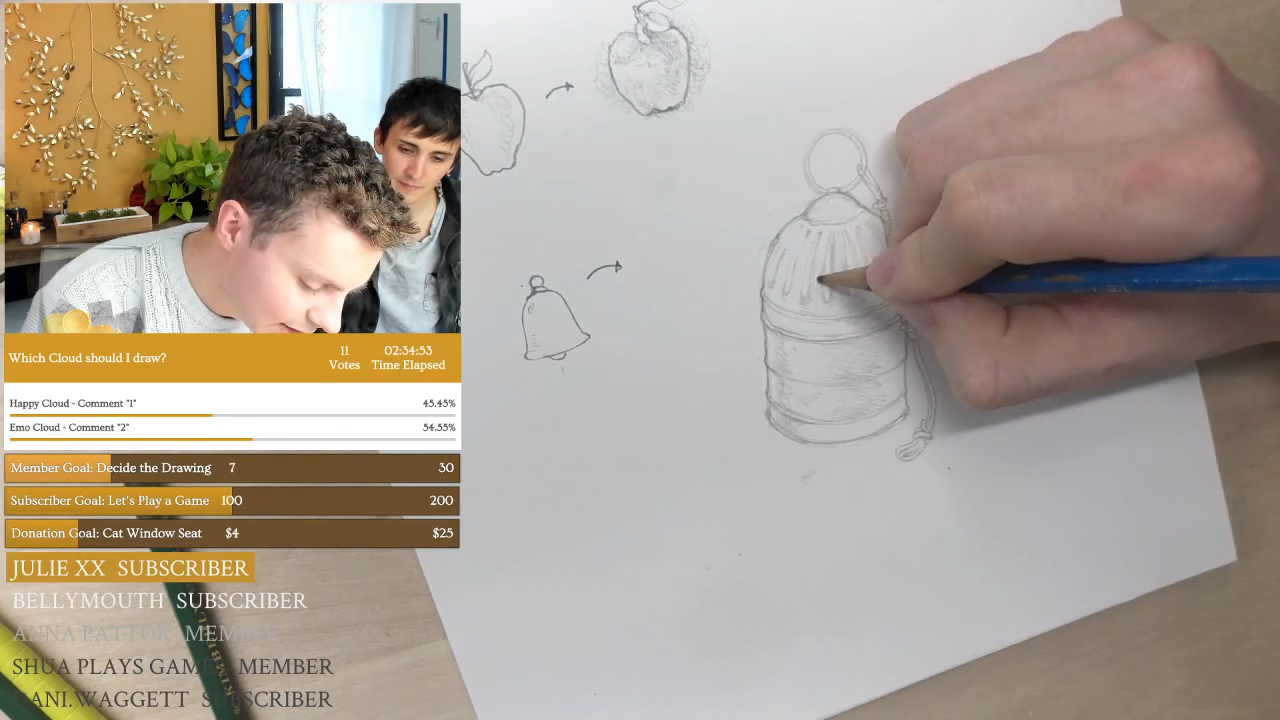 Which Cloud should I draw?
11 Votes
02:34:53 Time Elapsed
Happy Cloud - Comment "1" 45.45%
Emo Cloud - Comment "2" 54.55%
Member Goal: Decide the Drawing 7 30
Subscriber Goal: Let's Play a Game 100 200
Donation Goal: Cat Window Seat $4 $25
JULIE XX SUBSCRIBER
BELLYMOUTH SUBSCRIBER
MEMBER
SHUA PLAYS MEMBER
SUBSCRIBER